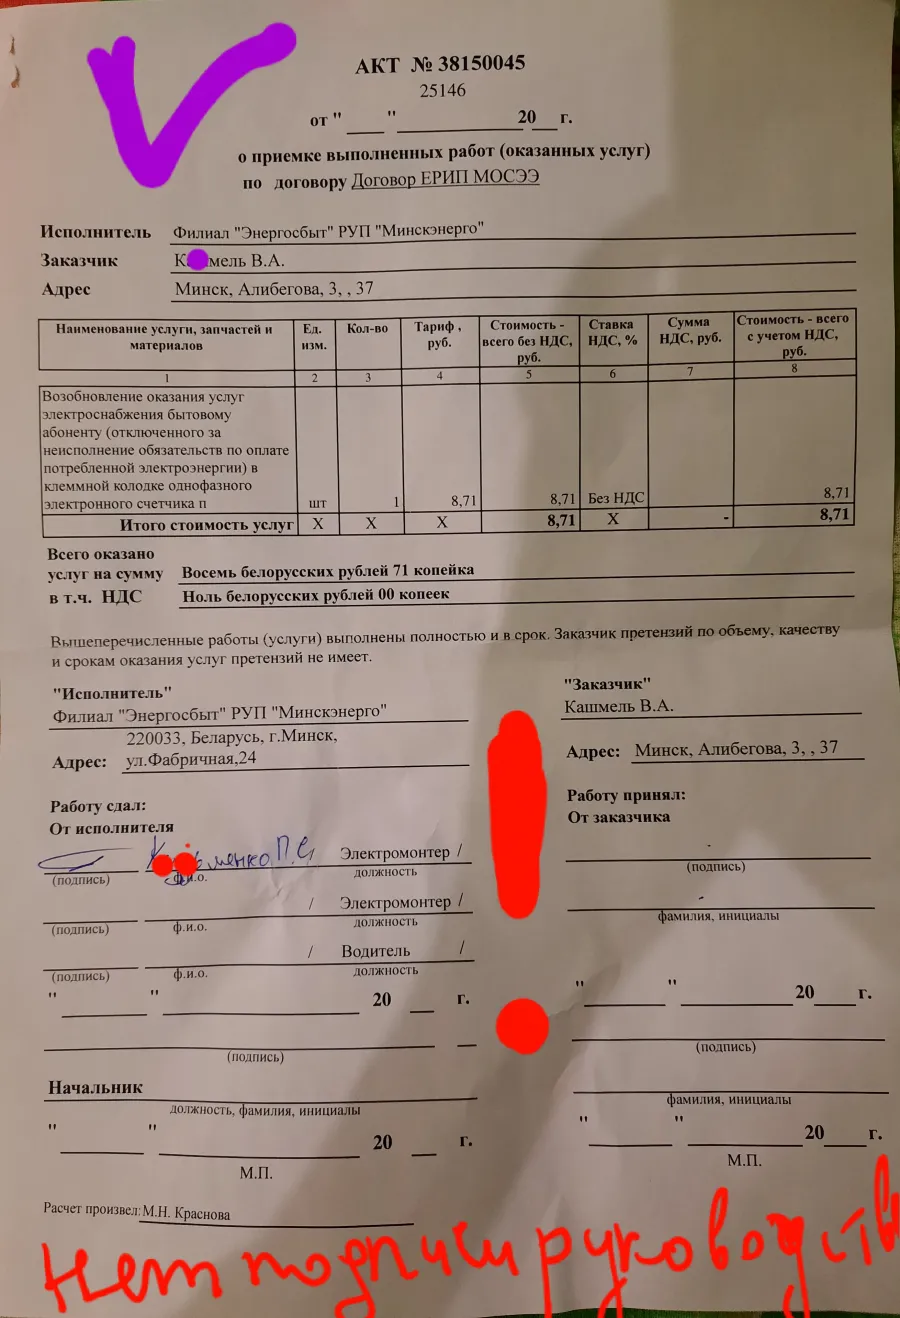 АКТ № 38150045
25146
от " ___ " ___________ 20 __ г.
о приемке выполненных работ (оказанных услуг)
по договору Договор ЕРИП МОСЭЭ
Исполнитель Филиал "Энергосбыт" РУП "Минскэнерго"
Заказчик К мель В.А.
Адрес Минск, Алибегова, 3, , 37
Наименование услуги, запчастей и материалов Ед. изм. Кол-во Тариф , руб. Стоимость - всего без НДС, руб. Ставка НДС, % Сумма НДС, руб. Стоимость - всего с учетом НДС, руб.
1 2 3 4 5 6 7 8
Возобновление оказания услуг
электроснабжения бытовому
абоненту (отключенного за
неисполнение обязательств по оплате
потребленной электроэнергии) в
клеммной колодке однофазного
электронного счетчика п шт 1 8,71 8,71 Без НДС 8,71
Итого стоимость услуг Х Х Х 8,71 Х - 8,71
Всего оказано
услуг на сумму Восемь белорусских рублей 71 копейка
в т.ч. НДС Ноль белорусских рублей 00 копеек
Вышеперечисленные работы (услуги) выполнены полностью и в срок. Заказчик претензий по объему, качеству
и срокам оказания услуг претензий не имеет.
"Исполнитель"
Филиал "Энергосбыт" РУП "Минскэнерго"
220033, Беларусь, г.Минск,
Адрес: ул.Фабричная,24
Работу сдал:
От исполнителя
менко П.С. Электромонтер /
(подпись) ф.и.о. должность
/ Электромонтер /
(подпись) ф.и.о. должность
/ Водитель /
(подпись) ф.и.о. должность
" " 20 г.
(подпись)
Начальник
должность, фамилия, инициалы
" " 20 г.
М.П.
Расчет произвел: М.Н. Краснова
"Заказчик"
Кашмель В.А.
Адрес: Минск, Алибегова, 3, , 37
Работу принял:
От заказчика
(подпись)
фамилия, инициалы
" " 20 г.
(подпись)
фамилия, инициалы
" " 20 г.
М.П.
Нет подписи руководств